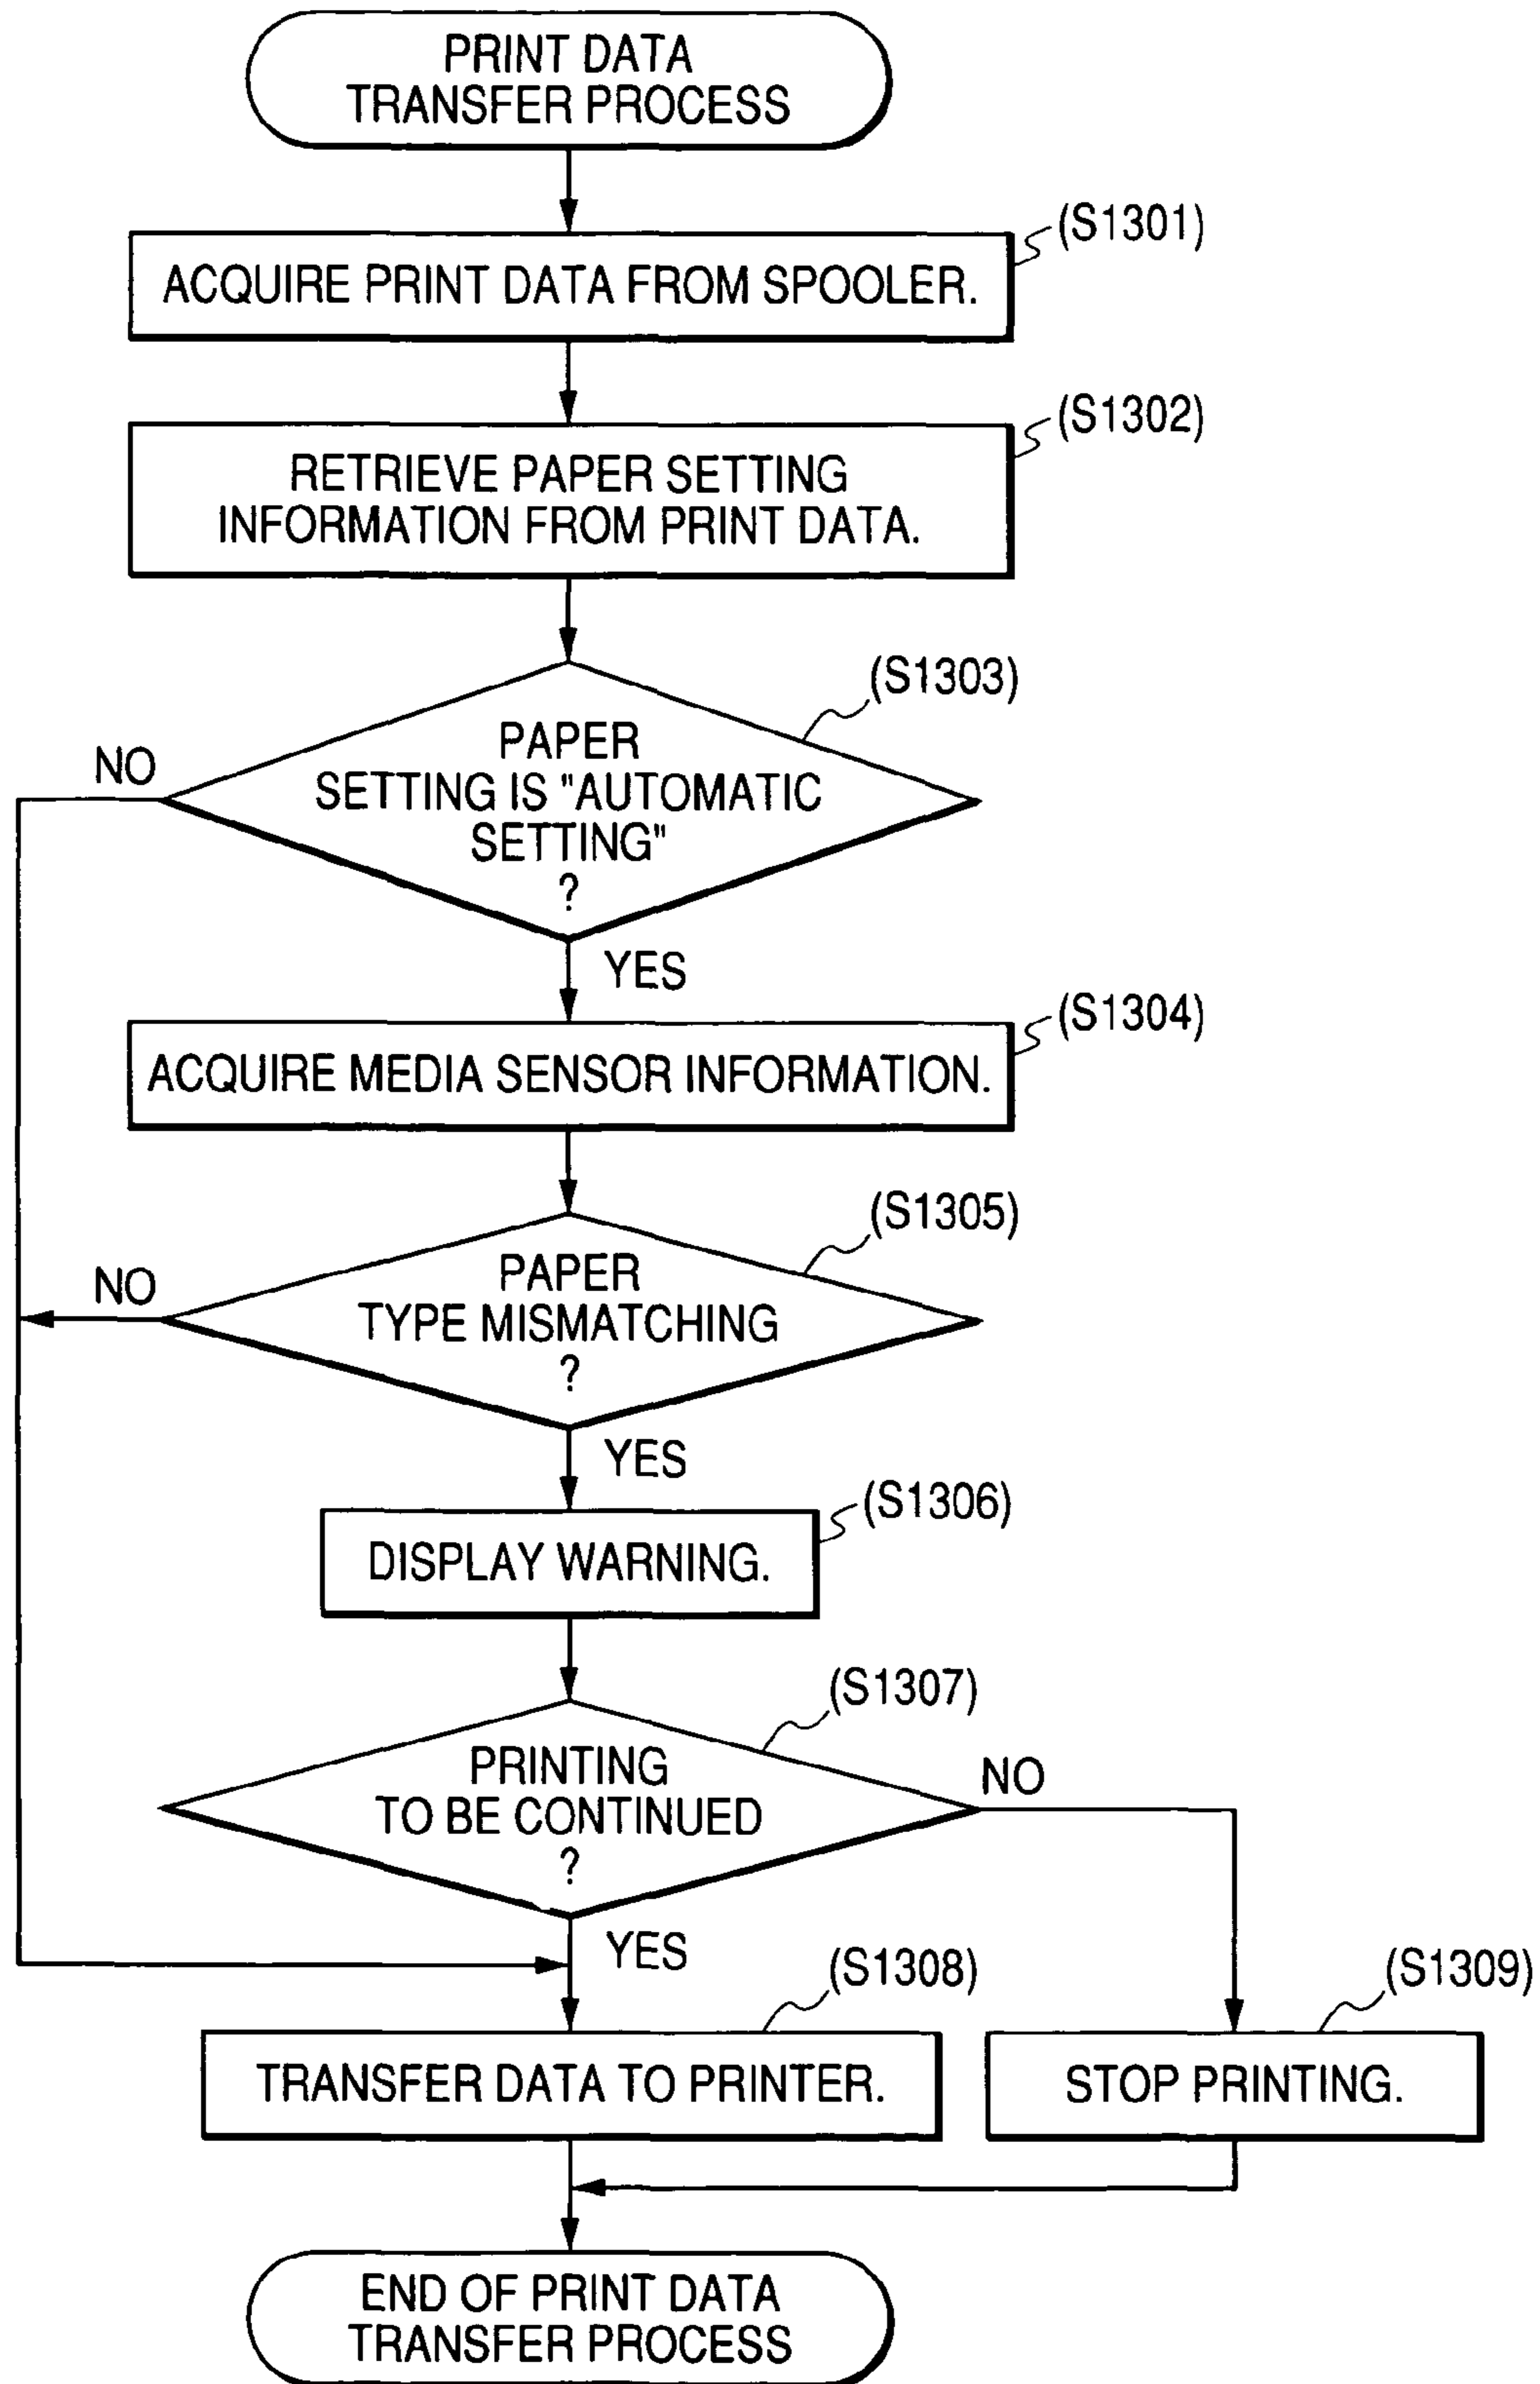 PRINT DATA
TRANSFER PROCESS
(S1301)
ACQUIRE PRINT DATA FROM SPOOLER.
(S1302)
RETRIEVE PAPER SETTING
INFORMATION FROM PRINT DATA.
(S1303)
PAPER
SETTING IS "AUTOMATIC
SETTING"
?
NO
YES
(S1304)
ACQUIRE MEDIA SENSOR INFORMATION.
(S1305)
PAPER
TYPE MISMATCHING
?
NO
YES
(S1306)
DISPLAY WARNING.
(S1307)
PRINTING
TO BE CONTINUED
?
NO
YES
(S1308)
TRANSFER DATA TO PRINTER.
(S1309)
STOP PRINTING.
END OF PRINT DATA
TRANSFER PROCESS